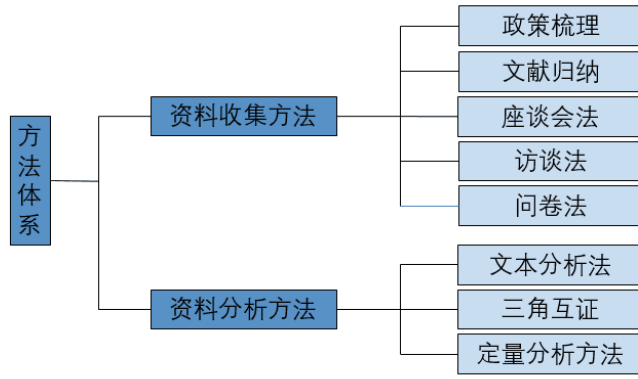 方法体系
资料收集方法
政策梳理
文献归纳
座谈会法
访谈法
问卷法
资料分析方法
文本分析法
三角互证
定量分析方法